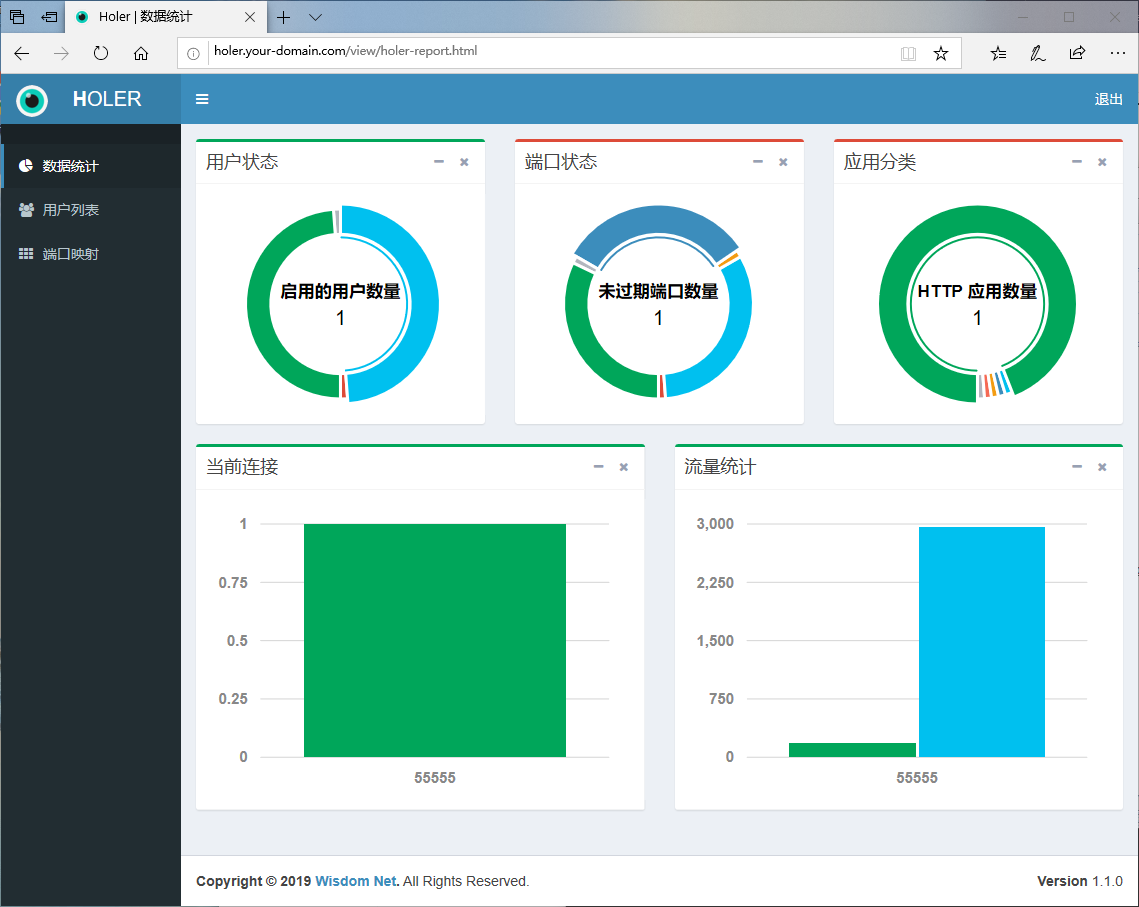 Holer | 数据统计
holer.your-domain.com/view/holer-report.html
HOLER
退出
数据统计
用户列表
端口映射
用户状态
启用的用户数量
1
端口状态
未过期端口数量
1
应用分类
HTTP 应用数量
1
当前连接
1
0.75
0.5
0.25
0
55555
流量统计
3,000
2,250
1,500
750
0
55555
Copyright © 2019 Wisdom Net. All Rights Reserved.
Version 1.1.0